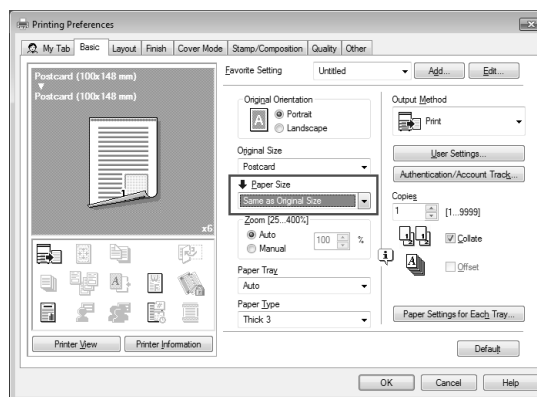 Printing Preferences
My Tab Basic Layout Finish Cover Mode Stamp/Composition Quality Other
Postcard (100x148 mm)
Postcard (100x148 mm)
1
x6
Printer View Printer Information
Favorite Setting Untitled Add... Edit...
Original Orientation
A Portrait
Landscape
Original Size
Postcard
Paper Size
Same as Original Size
Zoom [25...400%]
Auto
Manual
100 %
Paper Tray
Auto
Paper Type
Thick 3
Output Method
Print
User Settings...
Authentication/Account Track...
Copies
1 [1...9999]
Collate
Offset
Paper Settings for Each Tray...
Default
OK Cancel Help